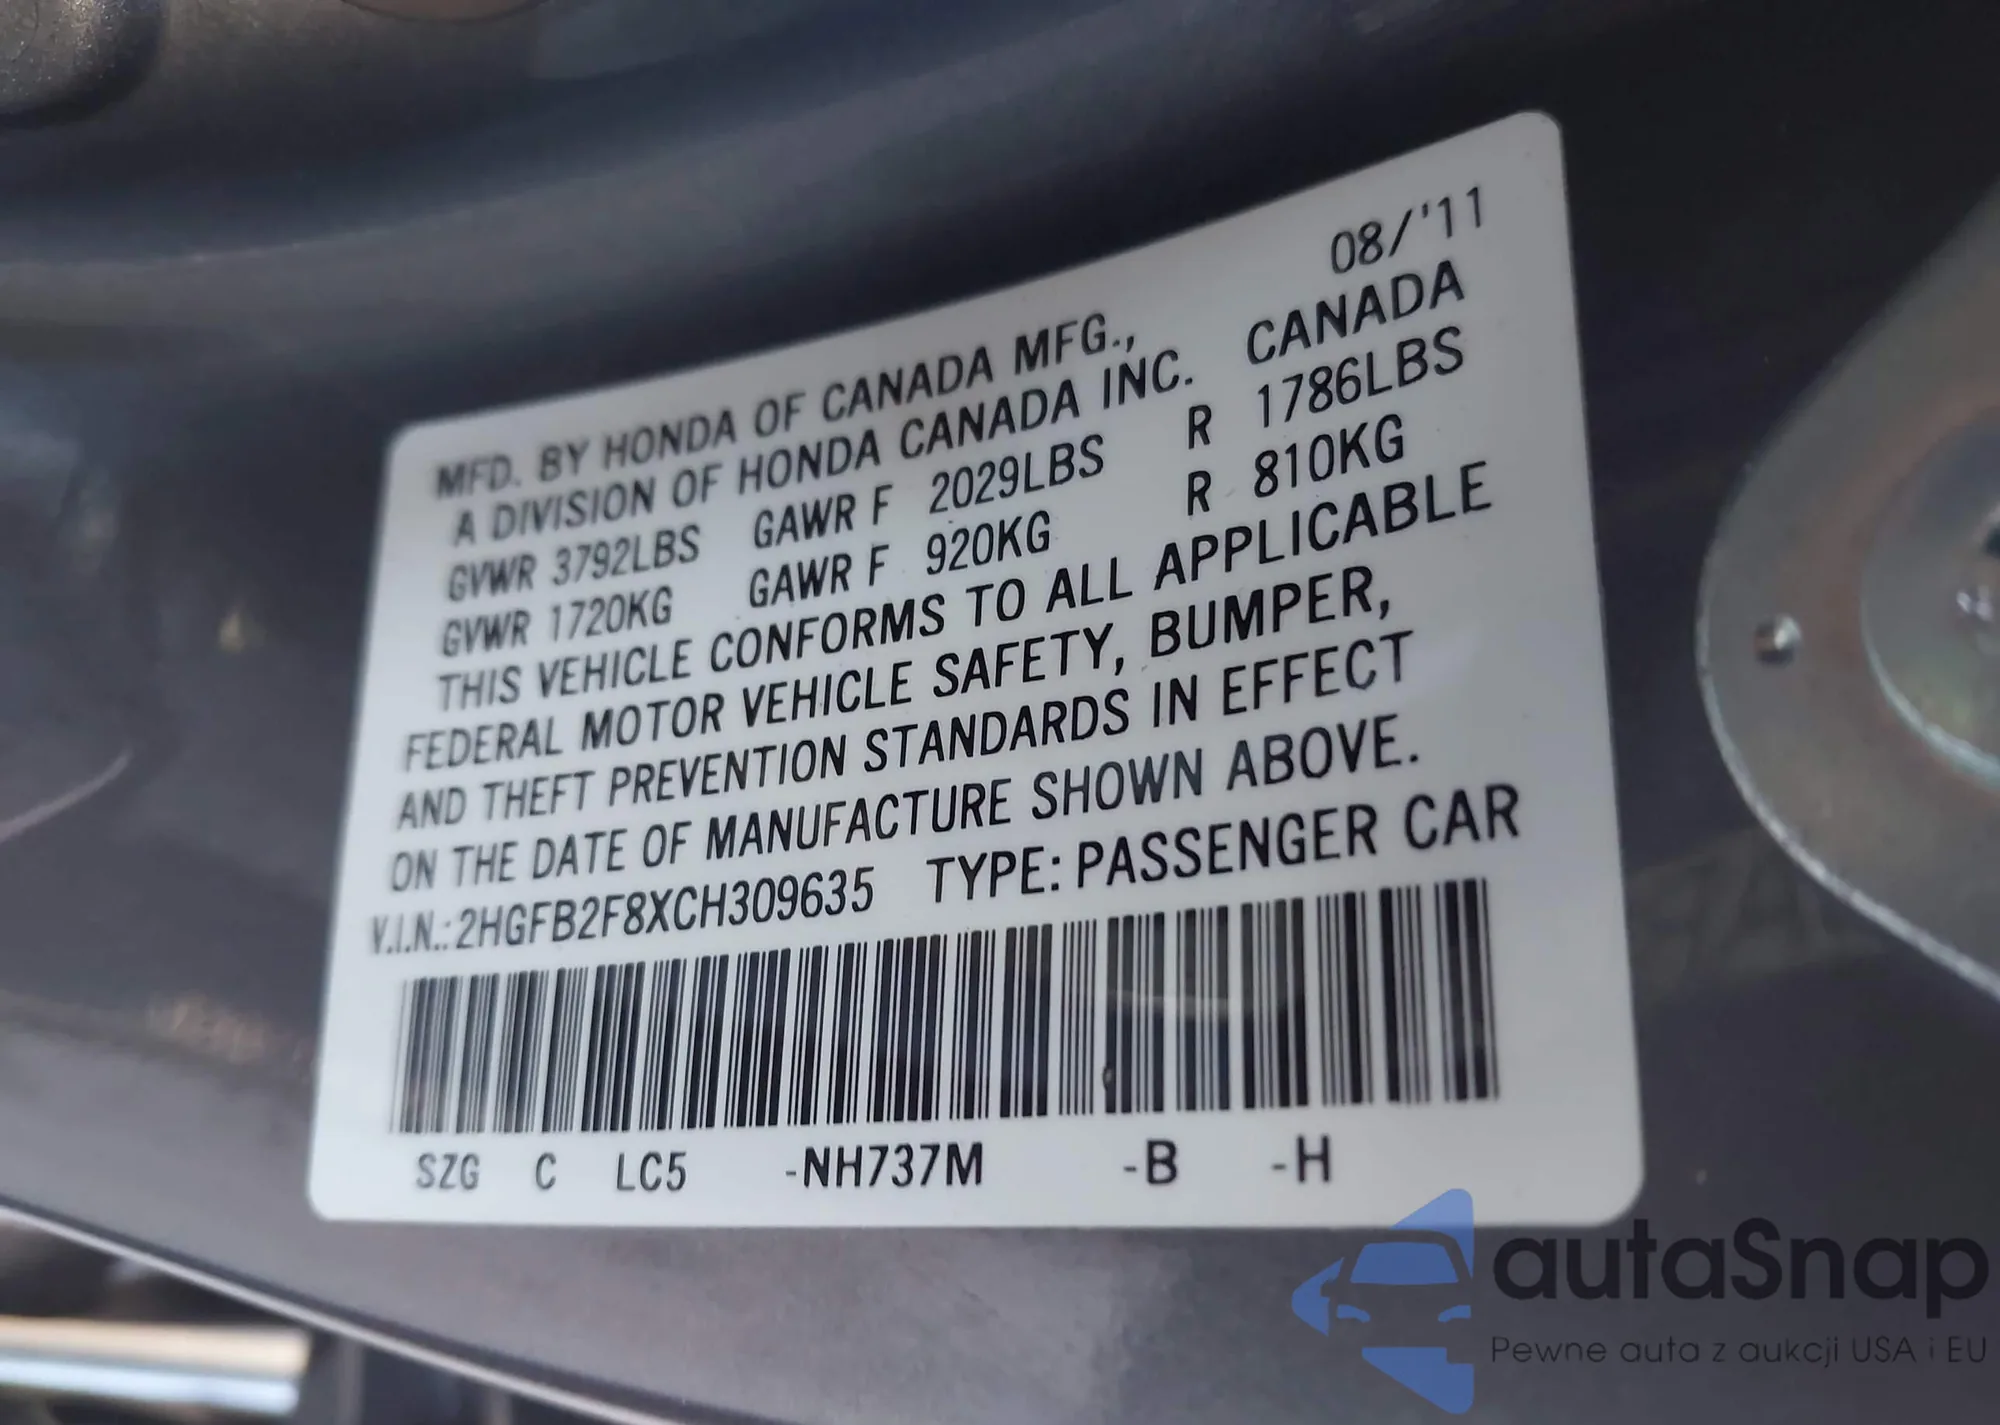 08/'11
MFD. BY HONDA OF CANADA MFG.,
A DIVISION OF HONDA CANADA INC. CANADA
GVWR 3792LBS GAWR F 2029LBS R 1786LBS
GVWR 1720KG GAWR F 920KG R 810KG
THIS VEHICLE CONFORMS TO ALL APPLICABLE
FEDERAL MOTOR VEHICLE SAFETY, BUMPER,
AND THEFT PREVENTION STANDARDS IN EFFECT
ON THE DATE OF MANUFACTURE SHOWN ABOVE.
V.I.N.: 2HGFB2F8XCH309635 TYPE: PASSENGER CAR
SZG C LC5 -NH737M -B -H
autaSnap
Pewne auta z aukcji USA i EU